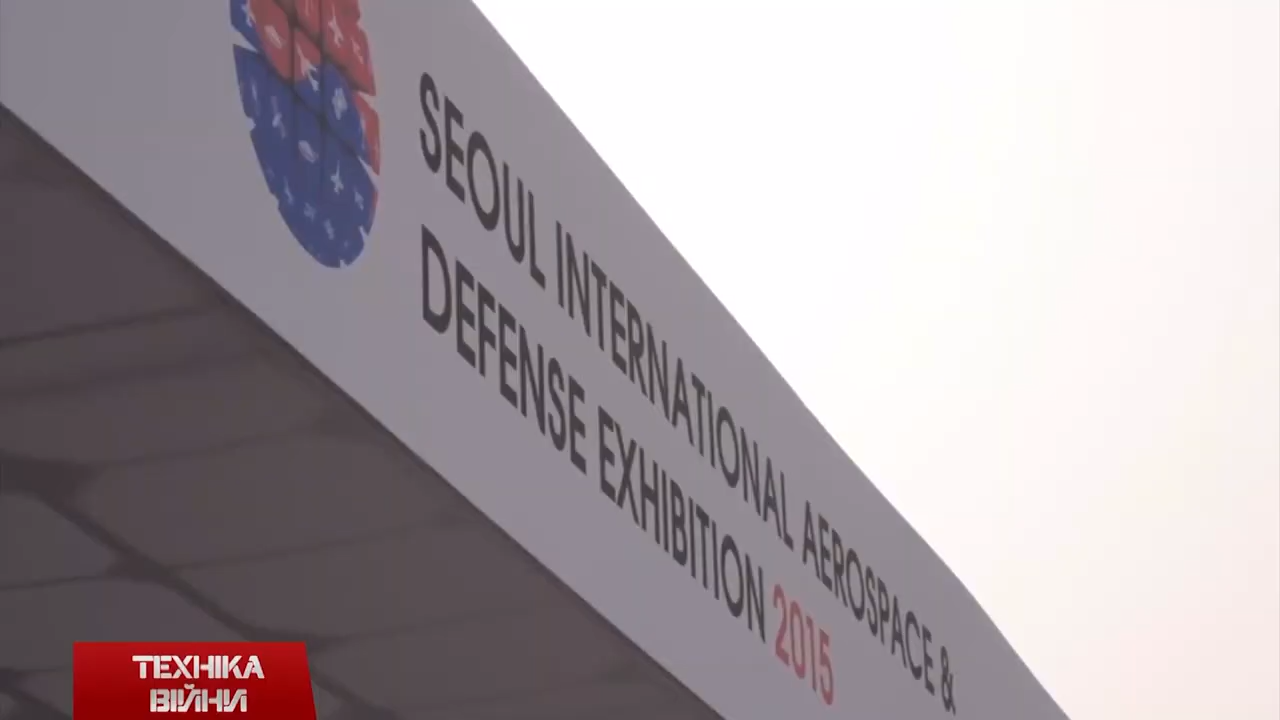 SEOUL INTERNATIONAL AEROSPACE &
DEFENSE EXHIBITION 2015
ТЕХНІКА
ВІЙНИ